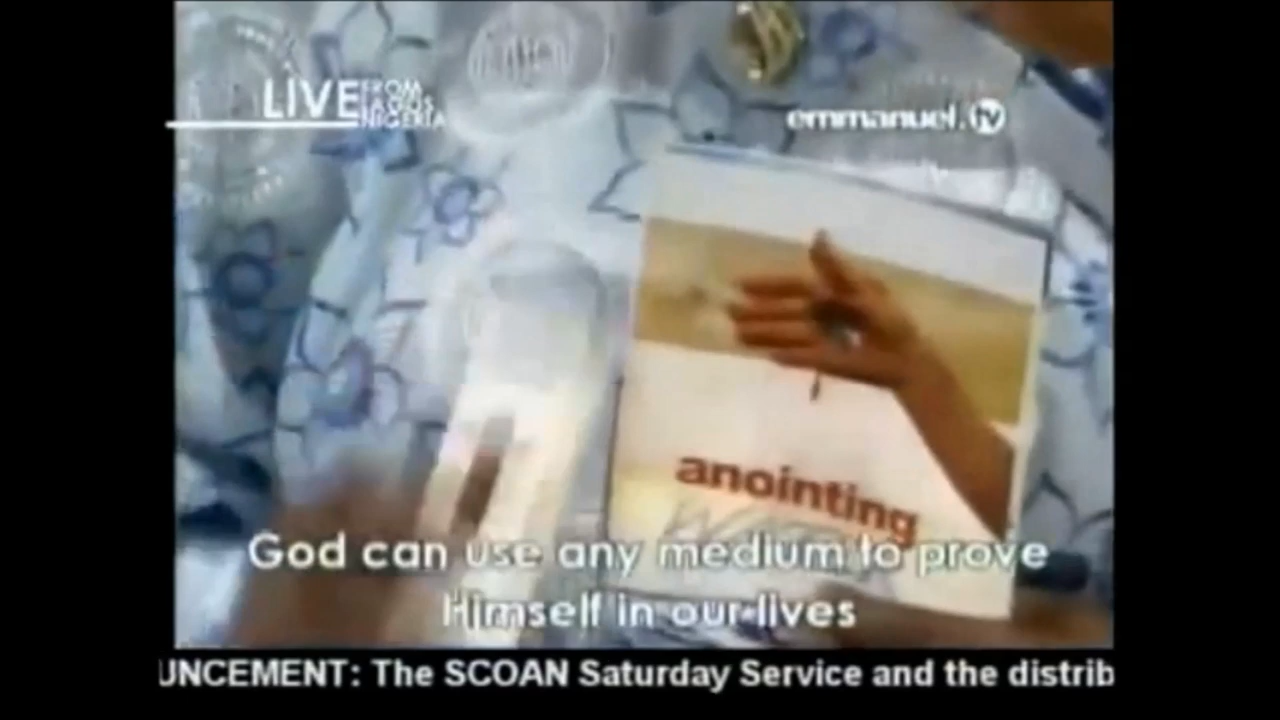 LIVE FROM
LAGOS
NIGERIA
emmanuel.tv
anointing
God can use any medium to prove
Himself in our lives
UNCEMENT: The SCOAN Saturday Service and the distrib